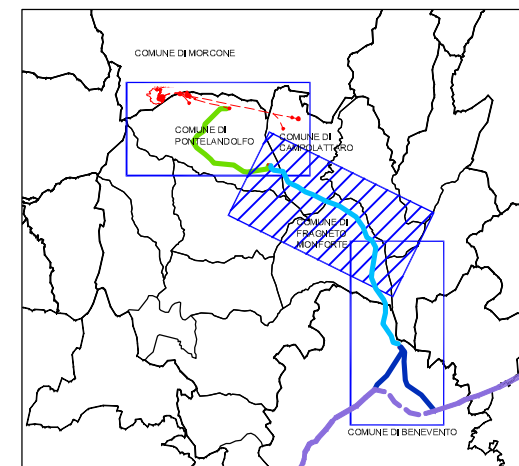 COMUNE DI MORCONE
COMUNE DI
PONTELANDOLFO
COMUNE DI
CAMPOLATTARO
COMUNE DI
FRAGNETO
MONFORTE
COMUNE DI BENEVENTO